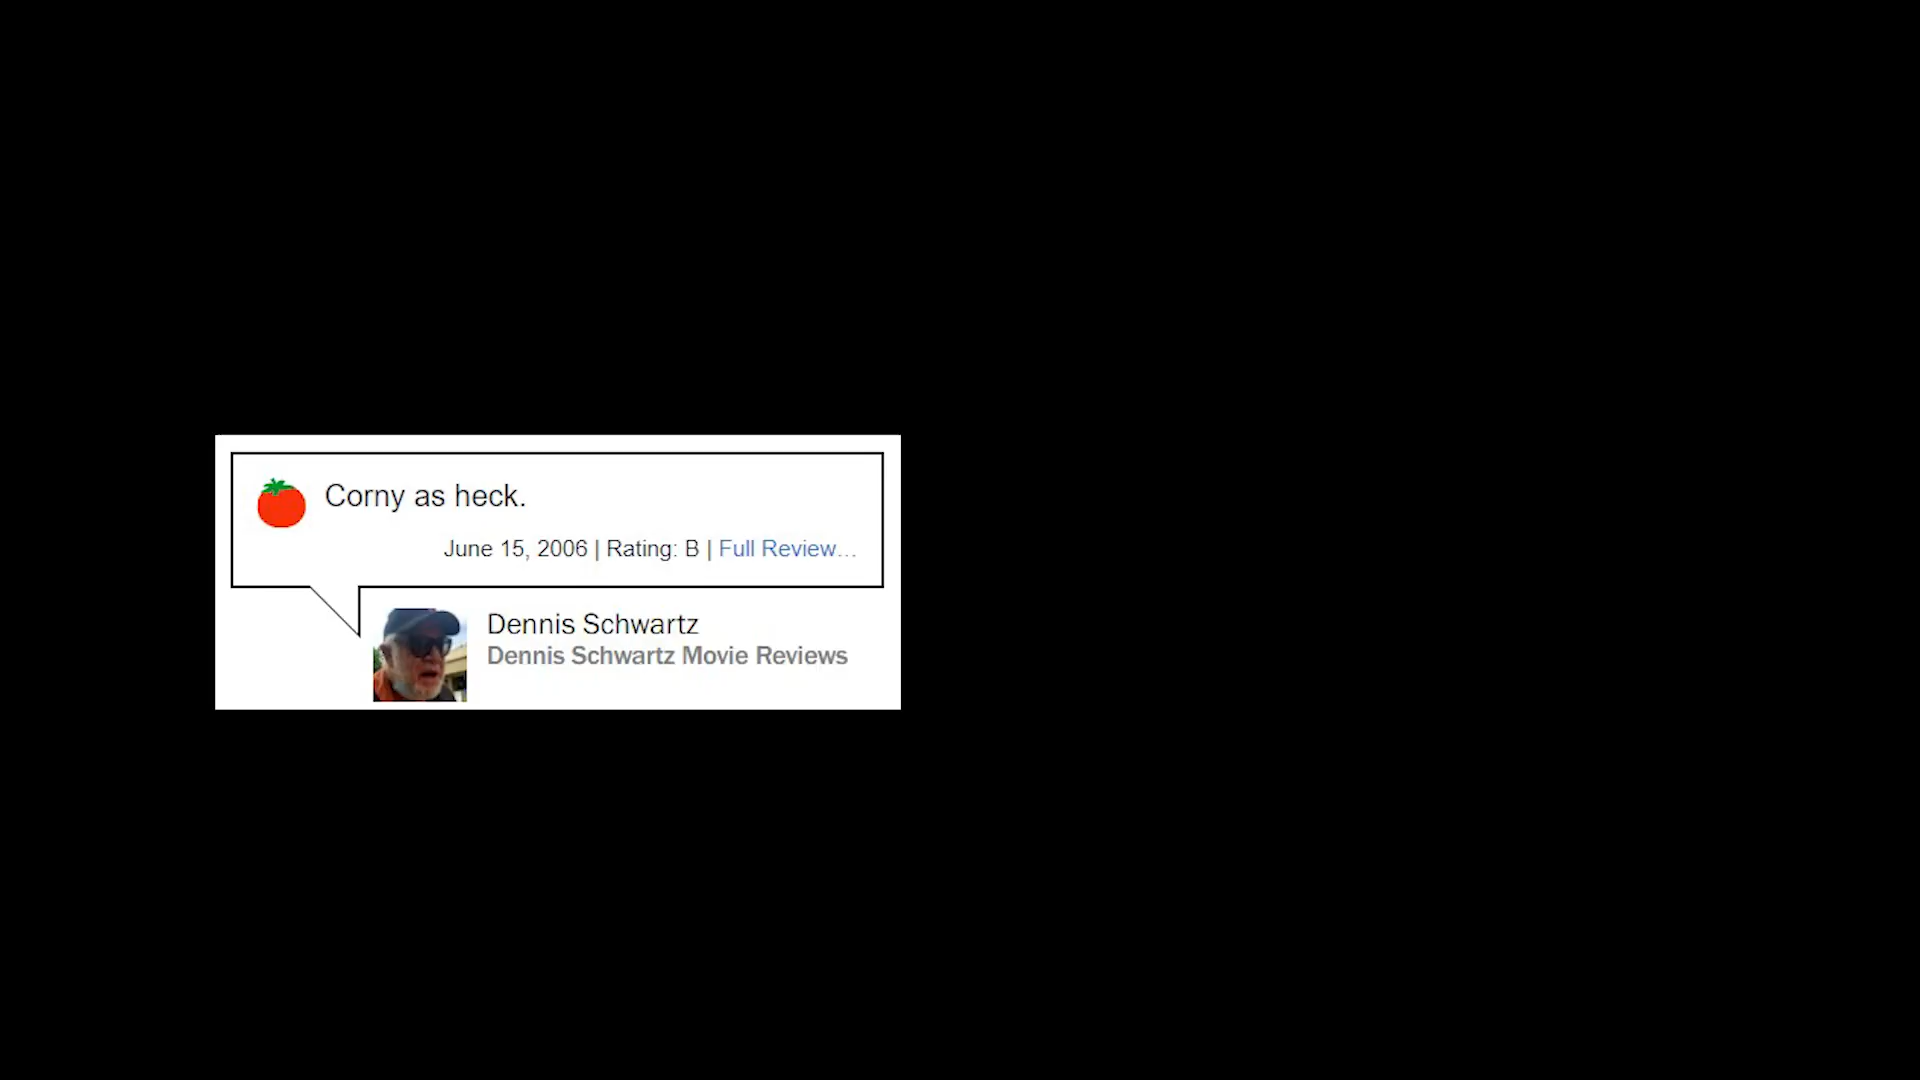 Corny as heck.
June 15, 2006 | Rating: B | Full Review...
Dennis Schwartz
Dennis Schwartz Movie Reviews